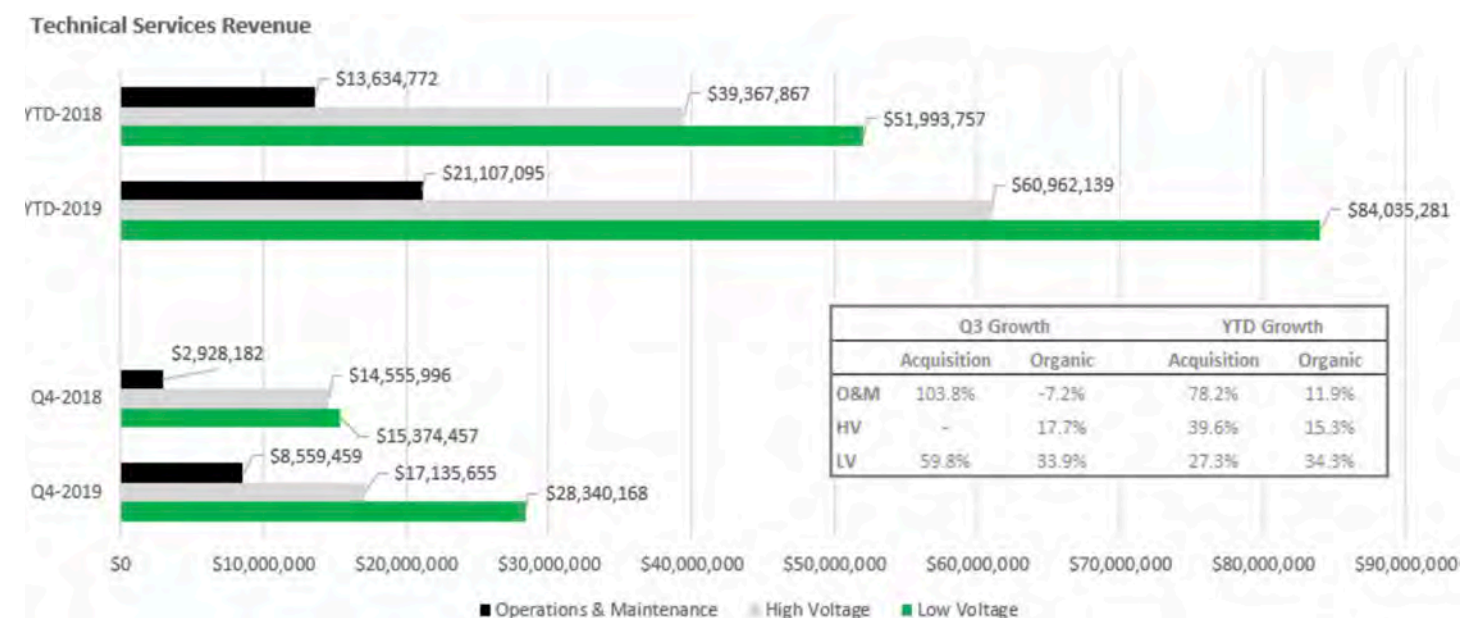 Technical Services Revenue
$13,634,772
$39,367,867
YTD-2018
$51,993,757
$21,107,095
$60,962,139
YTD-2019
$84,035,281
Q3 Growth YTD Growth
Acquisition Organic Acquisition Organic
O&M 103.8% -7.2% 78.2% 11.9%
HV - 17.7% 39.6% 15.3%
LV 59.8% 33.9% 27.3% 34.3%
$2,928,182
$14,555,996
Q4-2018
$15,374,457
$8,559,459
$17,135,655
Q4-2019
$28,340,168
$0 $10,000,000 $20,000,000 $30,000,000 $40,000,000 $50,000,000 $60,000,000 $70,000,000 $80,000,000 $90,000,000
Operations & Maintenance High Voltage Low Voltage